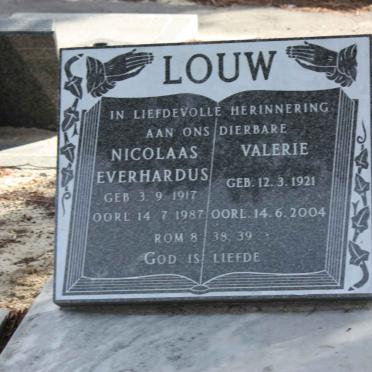 LOUW
IN LIEFDEVOLLE HERINNERING
AAN ONS DIERBARE
NICOLAAS VALERIE
EVERHARDUS GEB. 12.3.1921
GEB 3.9.1917
OORL 14.7.1987 OORL. 14.6.2004
ROM 8 38.39
GOD IS LIEFDE